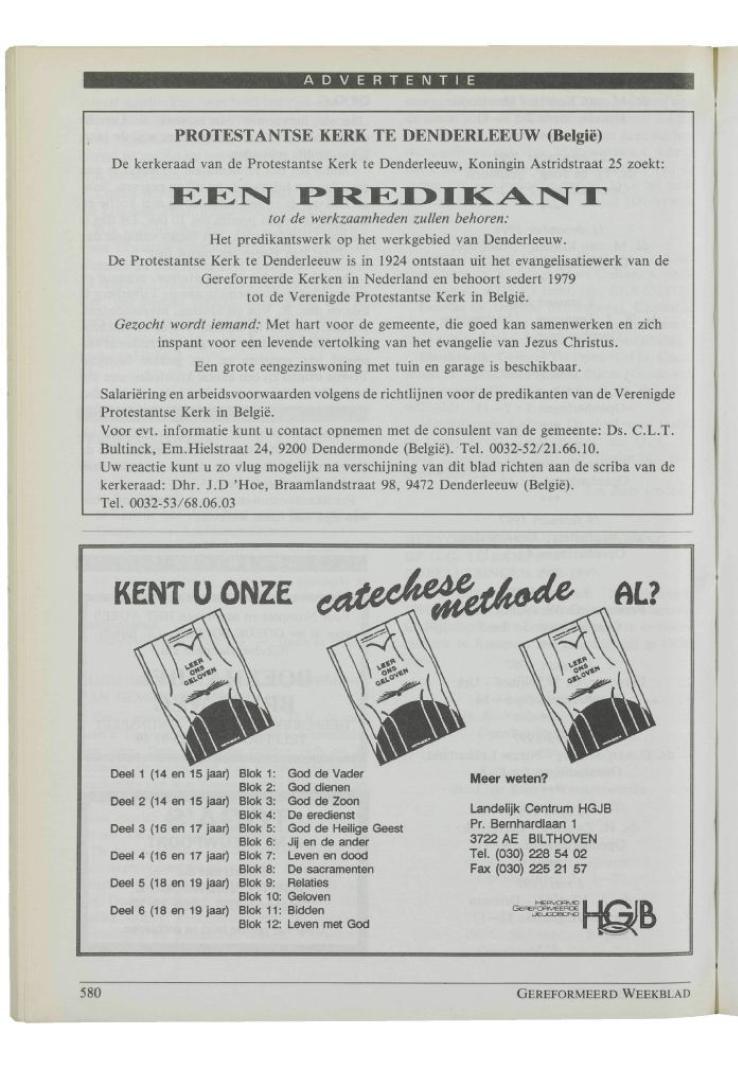 ADVERTENTIE
PROTESTANTSE KERK TE DENDERLEEUW (België)
De kerkeraad van de Protestantse Kerk te Denderleeuw, Koningin Astridstraat 25 zoekt:
EEN PREDIKANT
tot de werkzaamheden zullen behoren:
Het predikantswerk op het werkgebied van Denderleeuw.
De Protestantse Kerk te Denderleeuw is in 1924 ontstaan uit het evangelisatiewerk van de
Gereformeerde Kerken in Nederland en behoort sedert 1979
tot de Verenigde Protestantse Kerk in België.
Gezocht wordt iemand: Met hart voor de gemeente, die goed kan samenwerken en zich
inspant voor een levende vertolking van het evangelie van Jezus Christus.
Een grote eengezinswoning met tuin en garage is beschikbaar.
Salariëring en arbeidsvoorwaarden volgens de richtlijnen voor de predikanten van de Verenigde
Protestantse Kerk in België.
Voor evt. informatie kunt u contact opnemen met de consulent van de gemeente: Ds. C.L.T.
Bultinck, Em.Hielstraat 24, 9200 Dendermonde (België). Tel. 0032-52/21.66.10.
Uw reactie kunt u zo vlug mogelijk na verschijning van dit blad richten aan de scriba van de
kerkeraad: Dhr. J.D 'Hoe, Braamlandstraat 98, 9472 Denderleeuw (België).
Tel. 0032-53/68.06.03
KENT U ONZE catechese methode AL?
LEER
ONS
GELOVEN
LEER
ONS
GELOVEN
LEER
ONS
GELOVEN
Deel 1 (14 en 15 jaar) Blok 1: God de Vader
Blok 2: God dienen
Deel 2 (14 en 15 jaar) Blok 3: God de Zoon
Blok 4: De eredienst
Deel 3 (16 en 17 jaar) Blok 5: God de Heilige Geest
Blok 6: Jij en de ander
Deel 4 (16 en 17 jaar) Blok 7: Leven en dood
Blok 8: De sacramenten
Deel 5 (18 en 19 jaar) Blok 9: Relaties
Blok 10: Geloven
Deel 6 (18 en 19 jaar) Blok 11: Bidden
Blok 12: Leven met God
Meer weten?
Landelijk Centrum HGJB
Pr. Bernhardlaan 1
3722 AE BILTHOVEN
Tel. (030) 228 54 02
Fax (030) 225 21 57
HERVORMD
GEREFORMEERDE
JEUGDBOND
HGJB
580
GEREFORMEERD WEEKBLAD